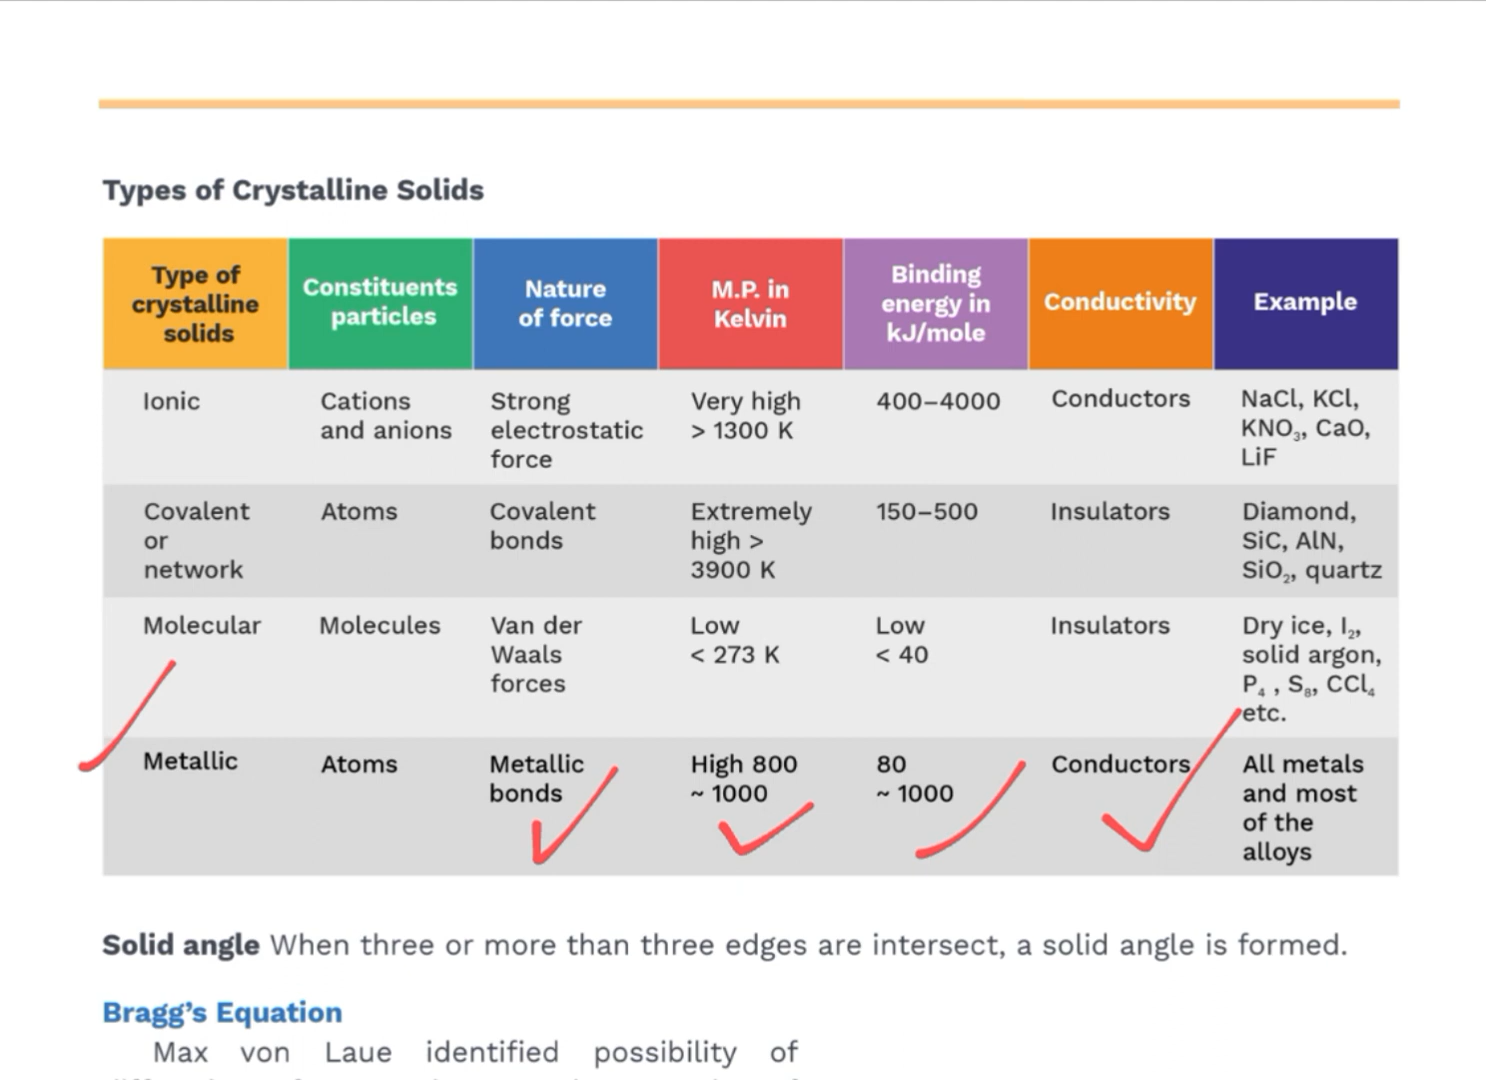 Types of Crystalline Solids
Type of crystalline solids
Constituents particles
Nature of force
M.P. in Kelvin
Binding energy in kJ/mole
Conductivity
Example
Ionic
Cations and anions
Strong electrostatic force
Very high > 1300 K
400–4000
Conductors
NaCl, KCl, KNO₃, CaO, LiF
Covalent or network
Atoms
Covalent bonds
Extremely high > 3900 K
150–500
Insulators
Diamond, SiC, AlN, SiO₂, quartz
Molecular
Molecules
Van der Waals forces
Low < 273 K
Low < 40
Insulators
Dry ice, I₂, solid argon, P₄ , S₈, CCl₄ etc.
Metallic
Atoms
Metallic bonds
High 800 ~ 1000
80 ~ 1000
Conductors
All metals and most of the alloys
Solid angle When three or more than three edges are intersect, a solid angle is formed.
Bragg’s Equation
Max von Laue identified possibility of